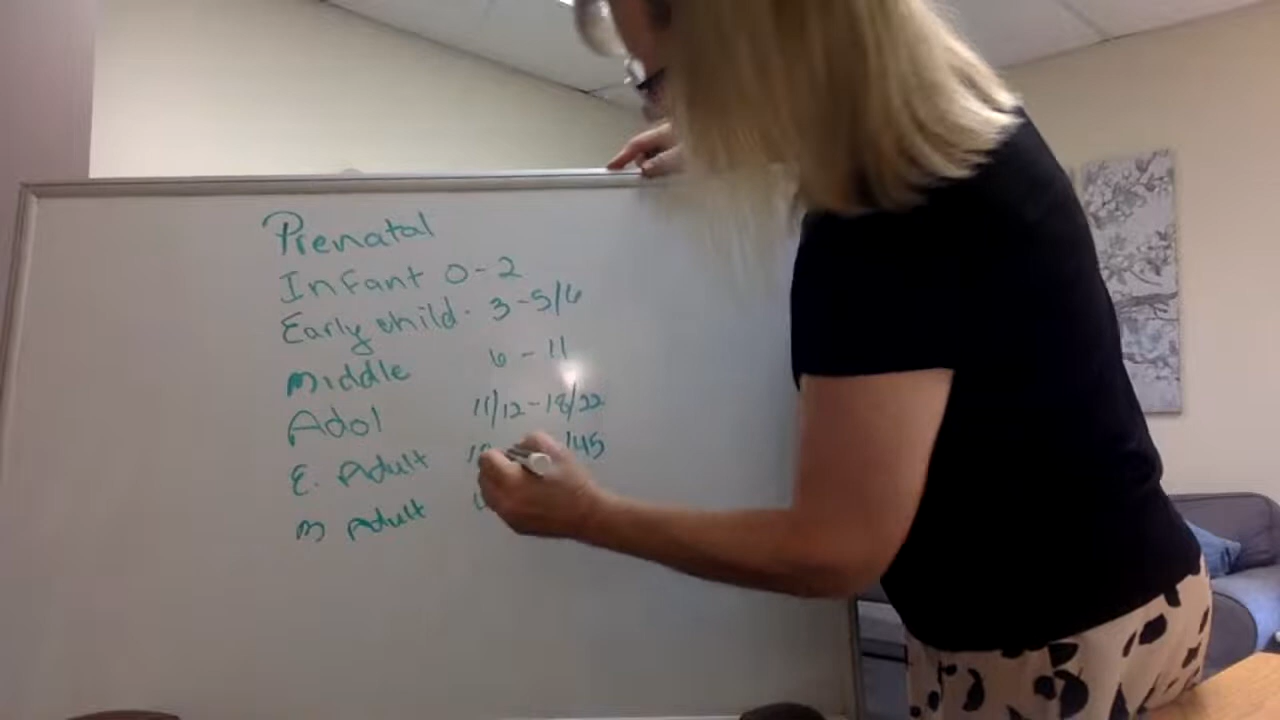 Prenatal
Infant 0-2
Early child. 3-5/6
Middle 6-11
Adol 11/12-18/22
E. Adult /45
M Adult